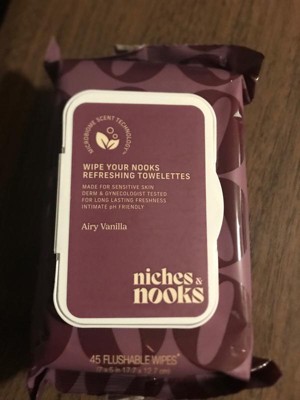 MICROBIOME SCENT TECHNOLOGY
WIPE YOUR NOOKS
REFRESHING TOWELETTES
MADE FOR SENSITIVE SKIN
DERM & GYNECOLOGIST TESTED
FOR LONG LASTING FRESHNESS
INTIMATE pH FRIENDLY
Airy Vanilla
niches &
nooks
45 FLUSHABLE WIPES*